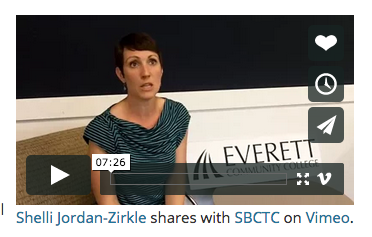 EVERETT
COMMUNITY COLLEGE
07:26
Shelli Jordan-Zirkle shares with SBCTC on Vimeo.